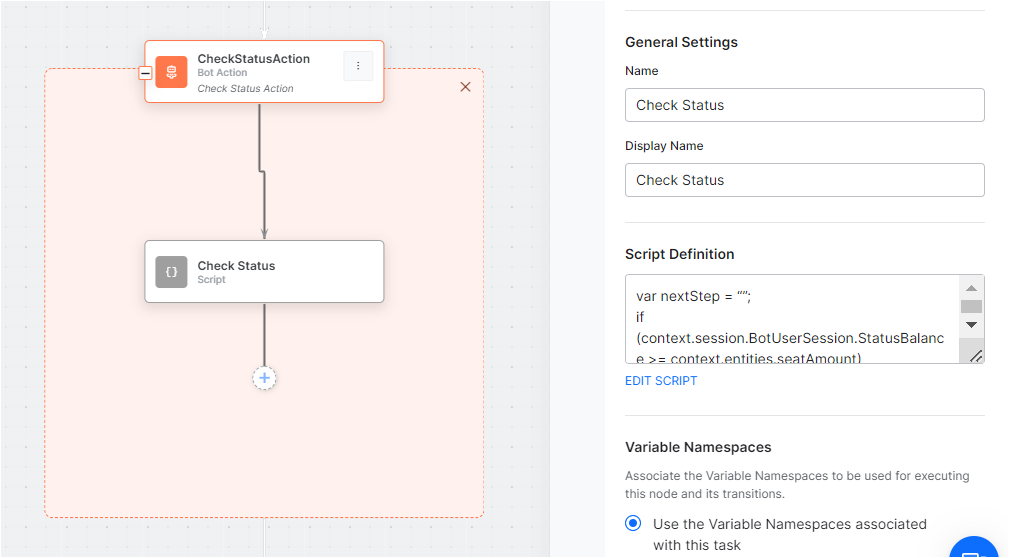 CheckStatusAction
Bot Action
Check Status Action
{}
Check Status
Script
General Settings
Name
Check Status
Display Name
Check Status
Script Definition
var nextStep = “”;
if
(context.session.BotUserSession.StatusBalanc
e >= context.entities.seatAmount)
EDIT SCRIPT
Variable Namespaces
Associate the Variable Namespaces to be used for executing
this node and its transitions.
Use the Variable Namespaces associated
with this task